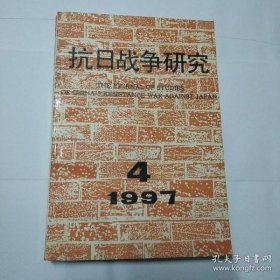 抗日战争研究
THE JOURNAL OF STUDIES
OF CHINA'S RESISTANCE WAR AGAINST JAPAN
4
1997
孔夫子旧书网